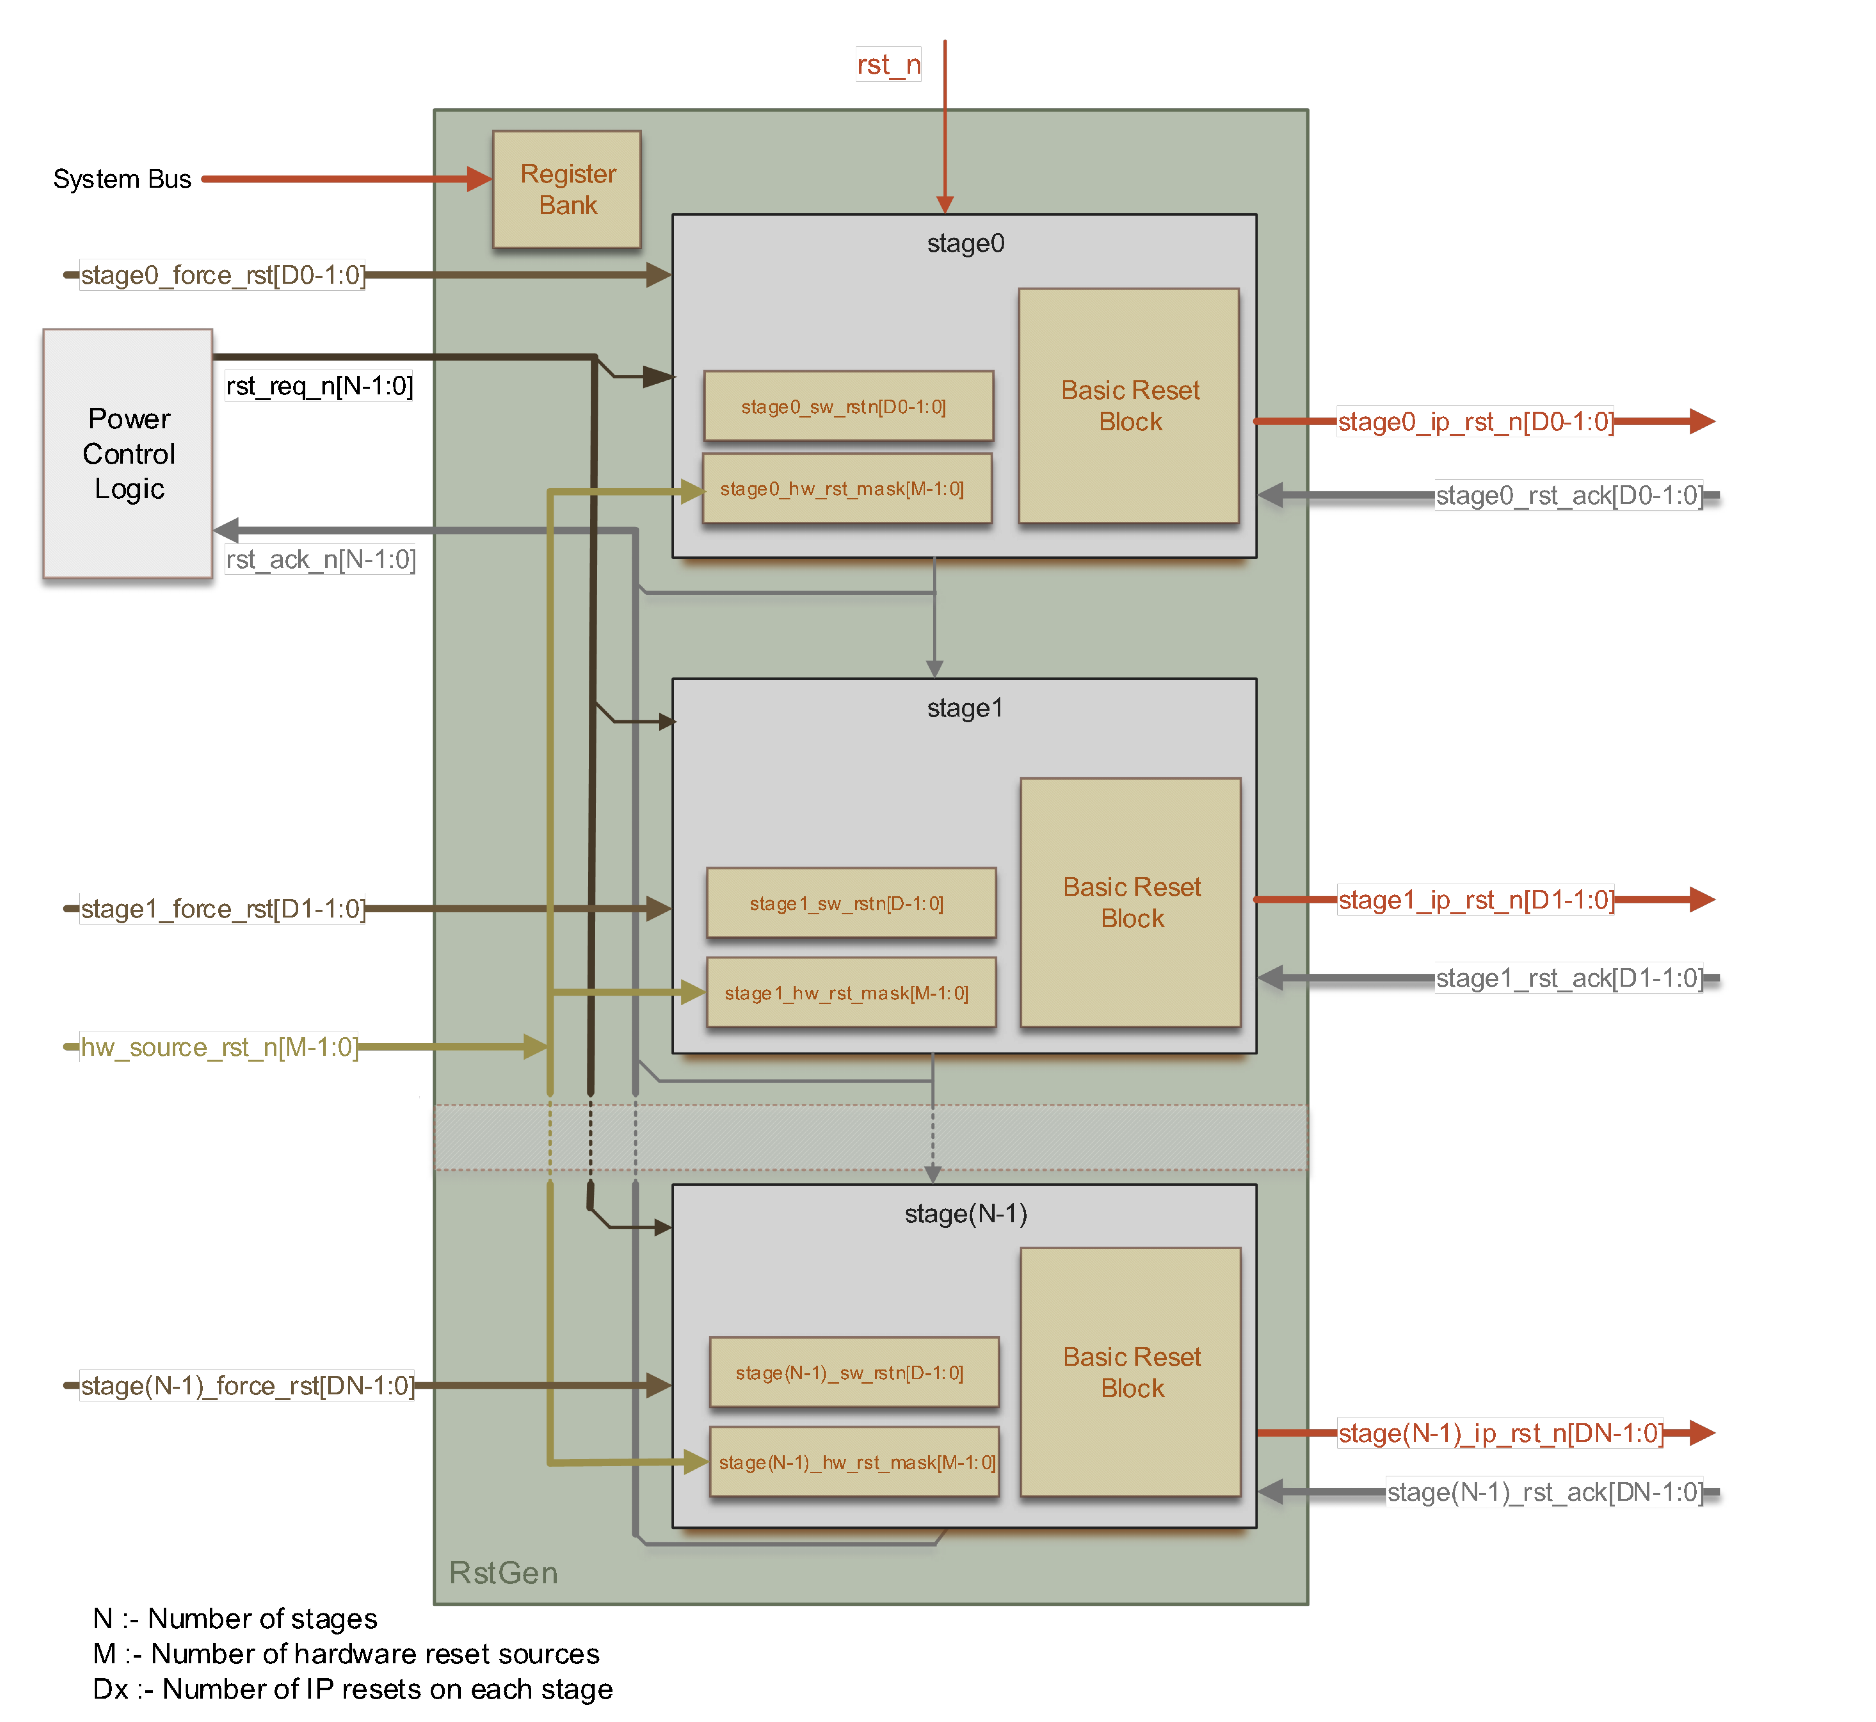 rst_n
System Bus
Register
Bank
stage0
stage0_force_rst[D0-1:0]
rst_req_n[N-1:0]
Power
Control
Logic
rst_ack_n[N-1:0]
stage0_sw_rstn[D0-1:0]
stage0_hw_rst_mask[M-1:0]
Basic Reset
Block
stage0_ip_rst_n[D0-1:0]
stage0_rst_ack[D0-1:0]
stage1
stage1_force_rst[D1-1:0]
stage1_sw_rstn[D-1:0]
stage1_hw_rst_mask[M-1:0]
Basic Reset
Block
stage1_ip_rst_n[D1-1:0]
stage1_rst_ack[D1-1:0]
hw_source_rst_n[M-1:0]
stage(N-1)
stage(N-1)_force_rst[DN-1:0]
stage(N-1)_sw_rstn[D-1:0]
stage(N-1)_hw_rst_mask[M-1:0]
Basic Reset
Block
stage(N-1)_ip_rst_n[DN-1:0]
stage(N-1)_rst_ack[DN-1:0]
RstGen
N :- Number of stages
M :- Number of hardware reset sources
Dx :- Number of IP resets on each stage